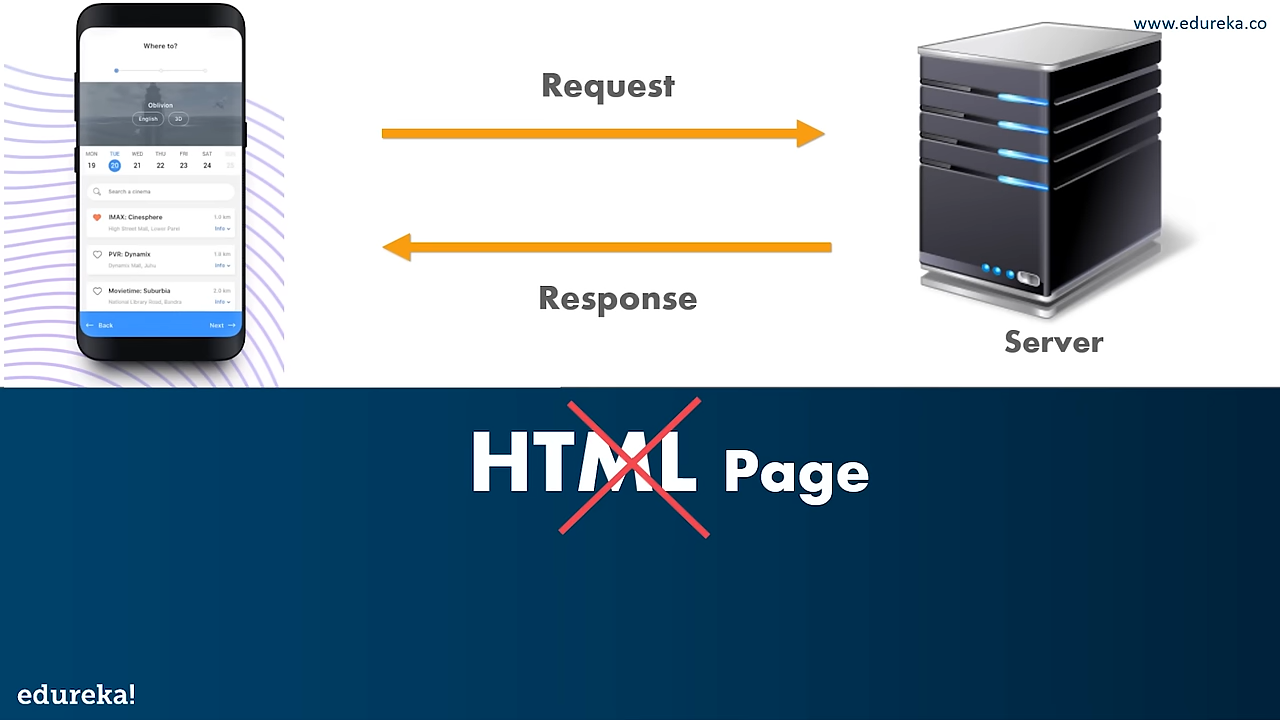 www.edureka.co
Where to?
Oblivion
English 3D
MON TUE WED THU FRI SAT SUN
19 20 21 22 23 24 25
Search a cinema
IMAX: Cinesphere 1.0 km
High Street Mall, Lower Parel Info
PVR: Dynamix 1.8 km
Dynamix Mall, Juhu Info
Movietime: Suburbia 2.0 km
National Library Road, Bandra Info
← Back Next →
Request
Response
Server
HTML Page
edureka!